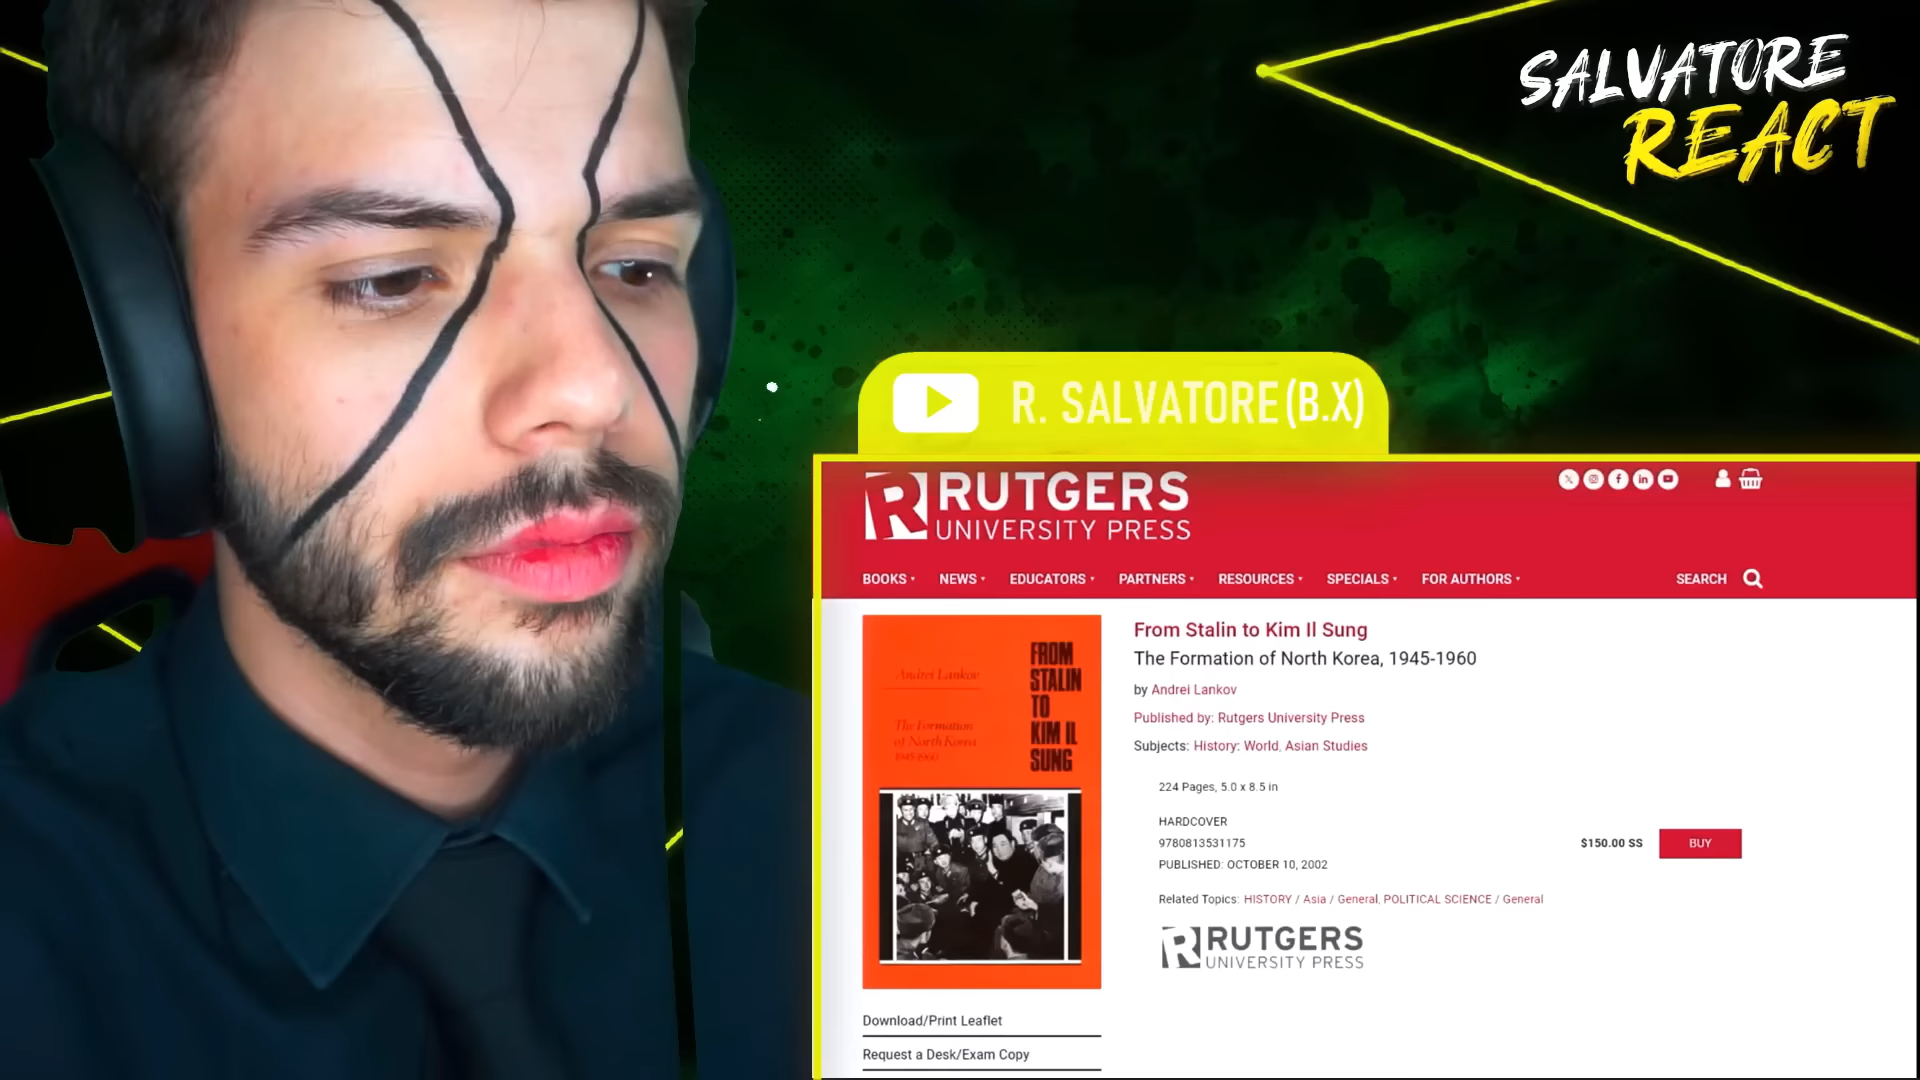 SALVATORE
REACT
R. SALVATORE(B.X)
RUTGERS
UNIVERSITY PRESS
BOOKS NEWS EDUCATORS PARTNERS RESOURCES SPECIALS FOR AUTHORS SEARCH
From Stalin to Kim Il Sung
The Formation of North Korea, 1945-1960
by Andrei Lankov
Published by: Rutgers University Press
Subjects: History: World, Asian Studies
224 Pages, 5.0 x 8.5 in
HARDCOVER
9780813531175
$150.00 SS BUY
PUBLISHED: OCTOBER 10, 2002
Related Topics: HISTORY / Asia / General, POLITICAL SCIENCE / General
RUTGERS
UNIVERSITY PRESS
Andrei Lankov
The Formation
of North Korea
1945-1960
FROM
STALIN
TO
KIM IL
SUNG
Download/Print Leaflet
Request a Desk/Exam Copy